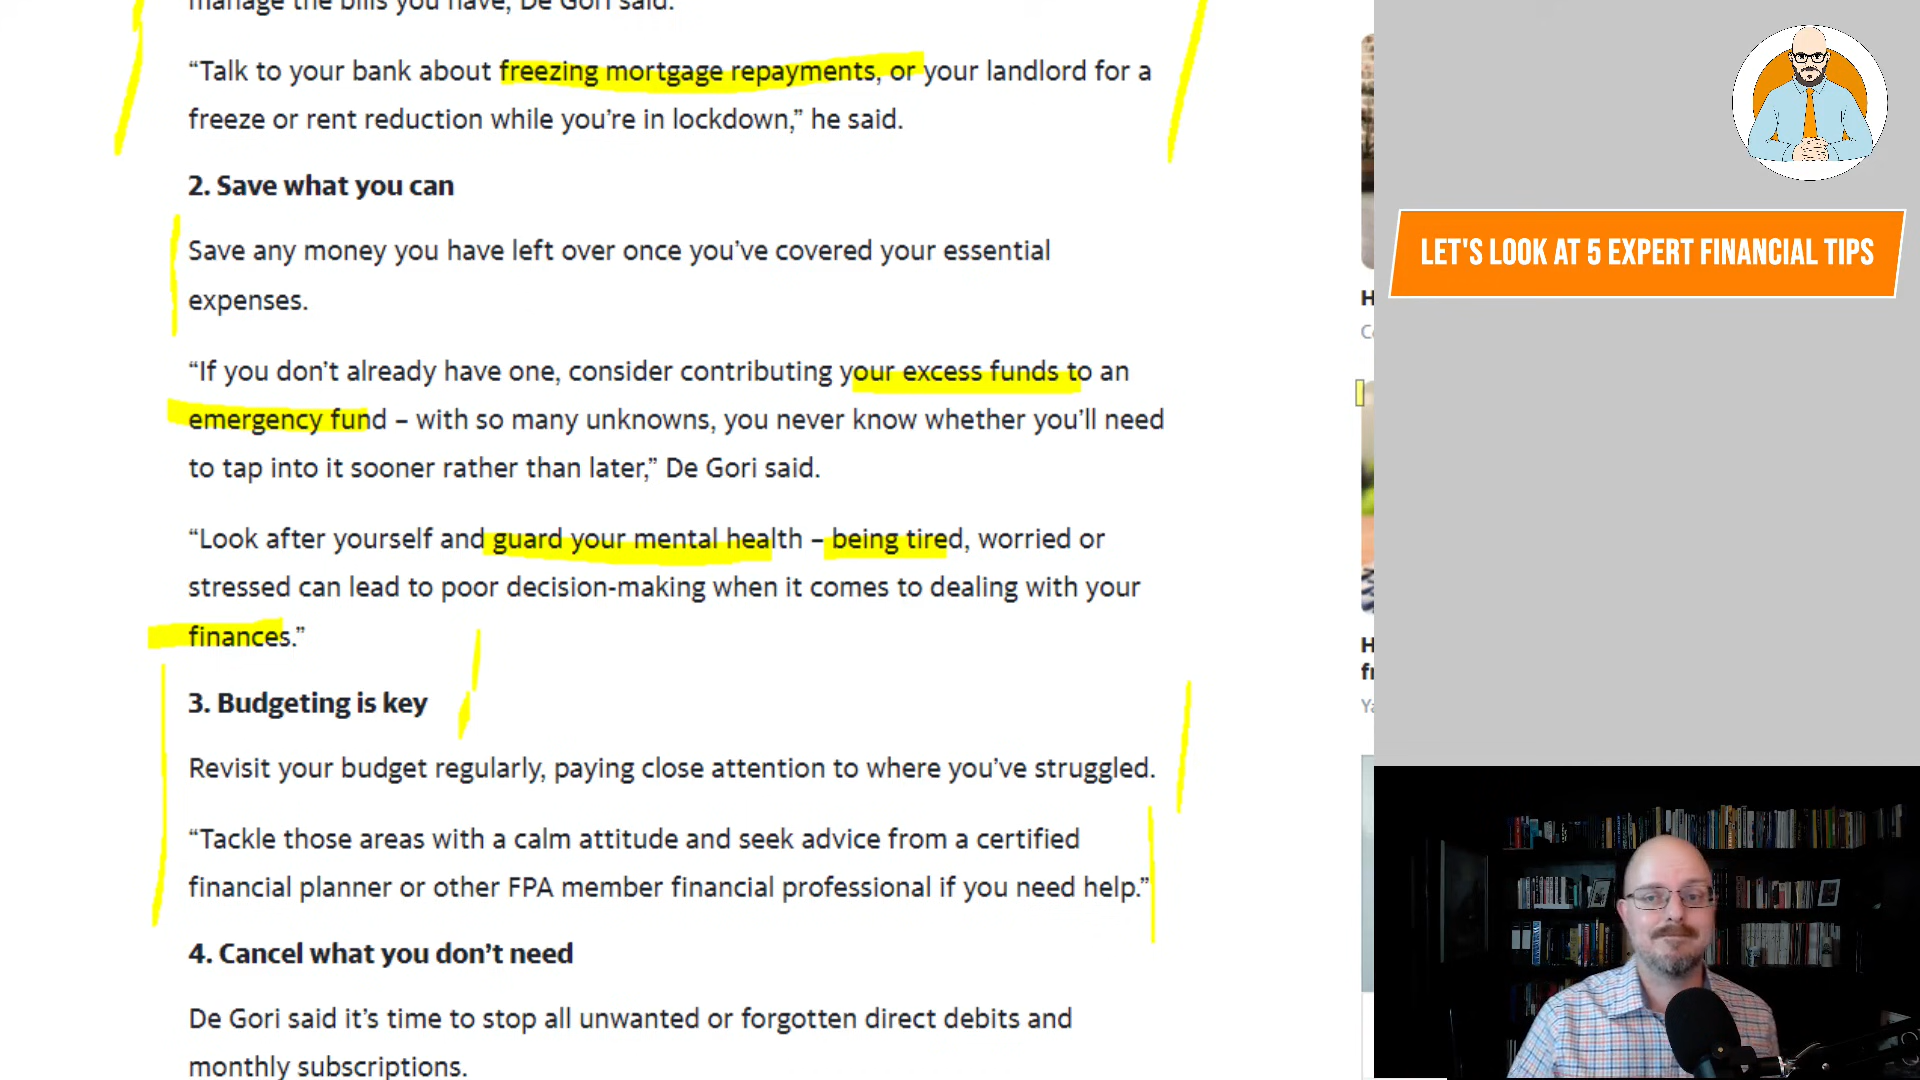 manage the bills you have, De Gori said.
“Talk to your bank about freezing mortgage repayments, or your landlord for a
freeze or rent reduction while you’re in lockdown,” he said.
2. Save what you can
Save any money you have left over once you’ve covered your essential
expenses.
“If you don’t already have one, consider contributing your excess funds to an
emergency fund – with so many unknowns, you never know whether you’ll need
to tap into it sooner rather than later,” De Gori said.
“Look after yourself and guard your mental health – being tired, worried or
stressed can lead to poor decision-making when it comes to dealing with your
finances.”
3. Budgeting is key
Revisit your budget regularly, paying close attention to where you’ve struggled.
“Tackle those areas with a calm attitude and seek advice from a certified
financial planner or other FPA member financial professional if you need help.”
4. Cancel what you don’t need
De Gori said it’s time to stop all unwanted or forgotten direct debits and
monthly subscriptions.
LET'S LOOK AT 5 EXPERT FINANCIAL TIPS